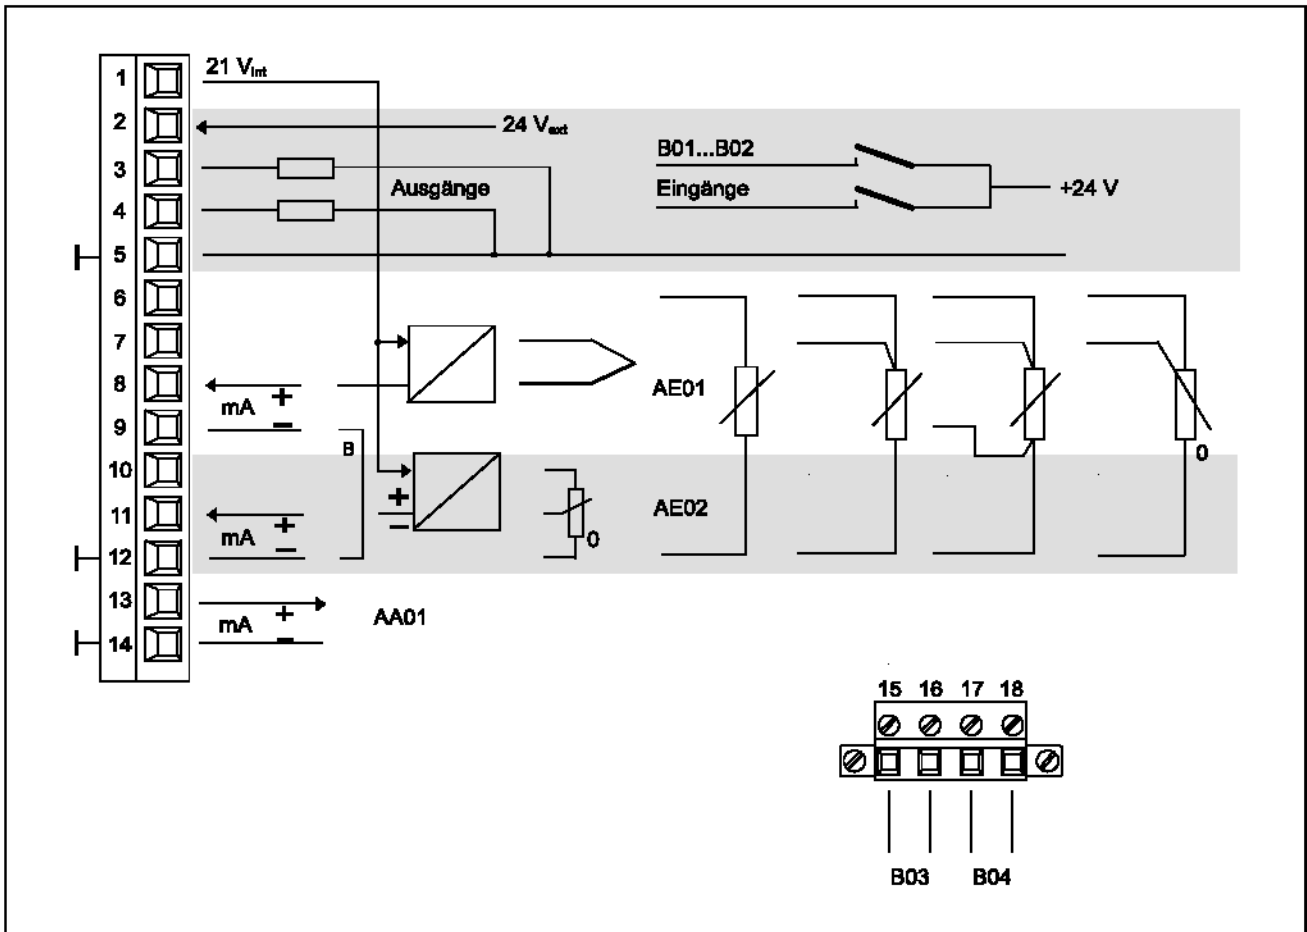 1 21 Vint
2 24 Vext
3 B01...B02
Ausgänge Eingänge +24 V
4
5
6
7
8 + AE01
mA
9 −
B 0
10
+
11 + − AE02
mA 0
12 −
13 + AA01
mA
14 −
15 16 17 18
B03 B04